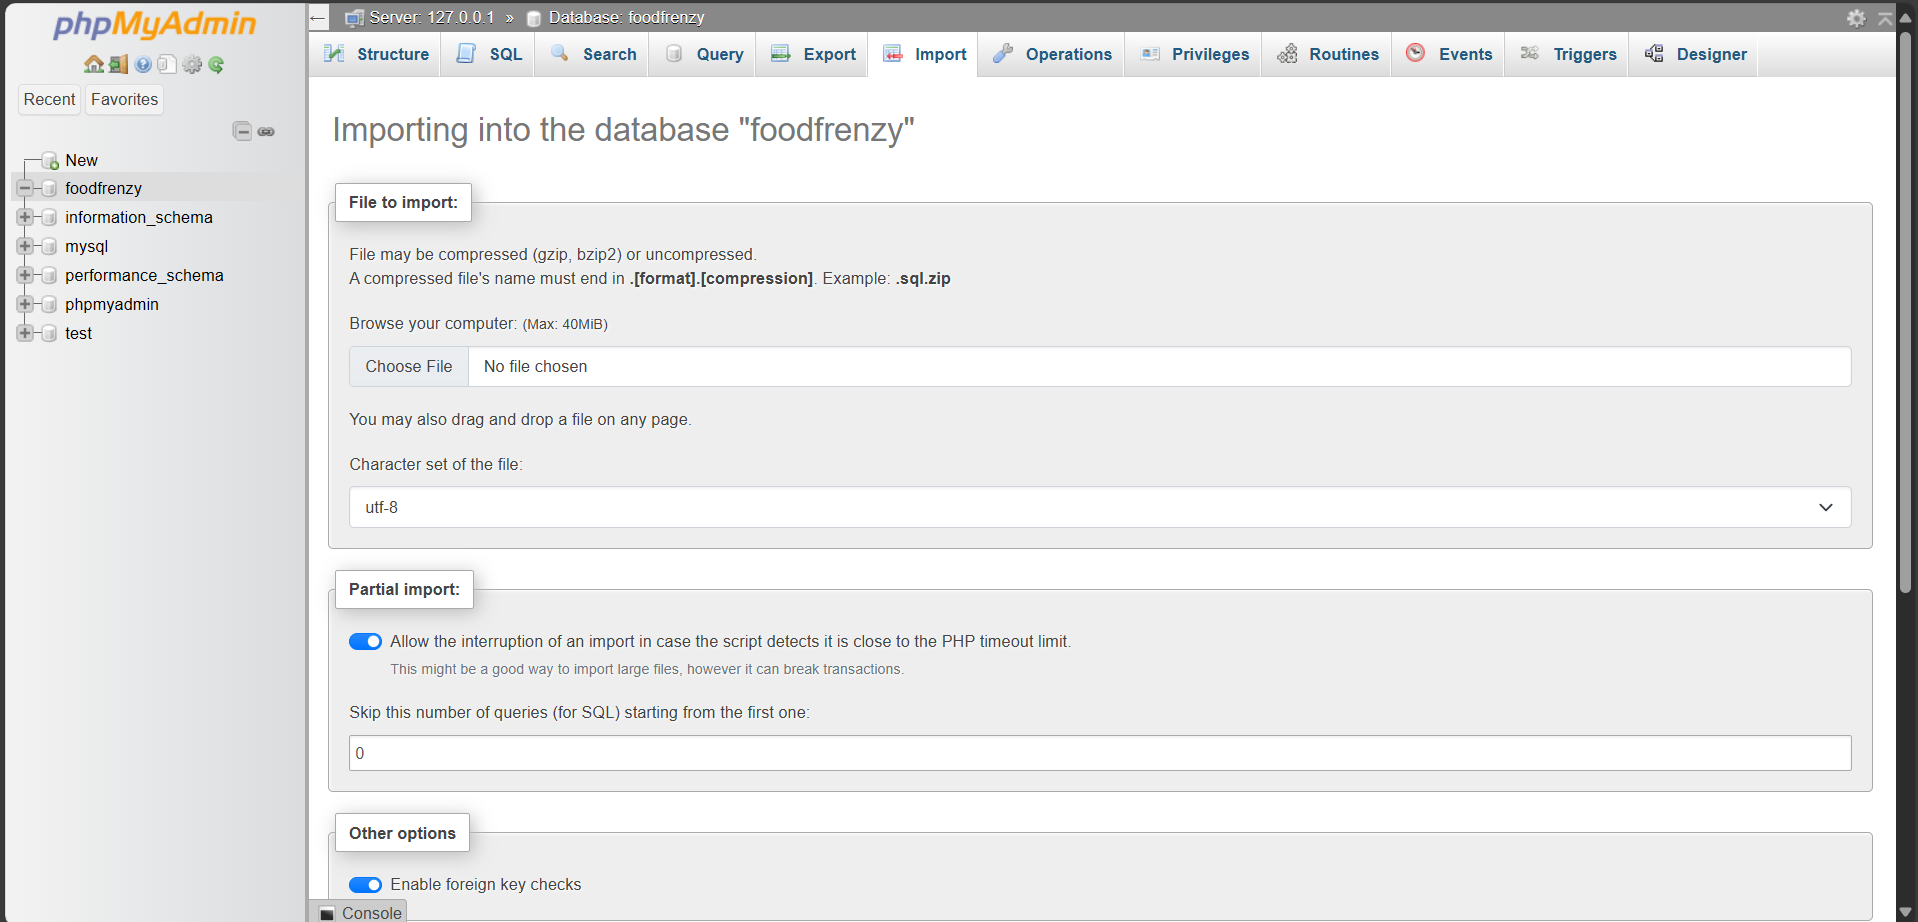 phpMyAdmin
Recent
Favorites
New
foodfrenzy
information_schema
mysql
performance_schema
phpmyadmin
test
Server: 127.0.0.1 » Database: foodfrenzy
Structure
SQL
Search
Query
Export
Import
Operations
Privileges
Routines
Events
Triggers
Designer
Importing into the database "foodfrenzy"
File to import:
File may be compressed (gzip, bzip2) or uncompressed.
A compressed file's name must end in .[format].[compression]. Example: .sql.zip
Browse your computer: (Max: 40MiB)
Choose File
No file chosen
You may also drag and drop a file on any page.
Character set of the file:
utf-8
Partial import:
Allow the interruption of an import in case the script detects it is close to the PHP timeout limit.
This might be a good way to import large files, however it can break transactions.
Skip this number of queries (for SQL) starting from the first one:
0
Other options
Enable foreign key checks
Console